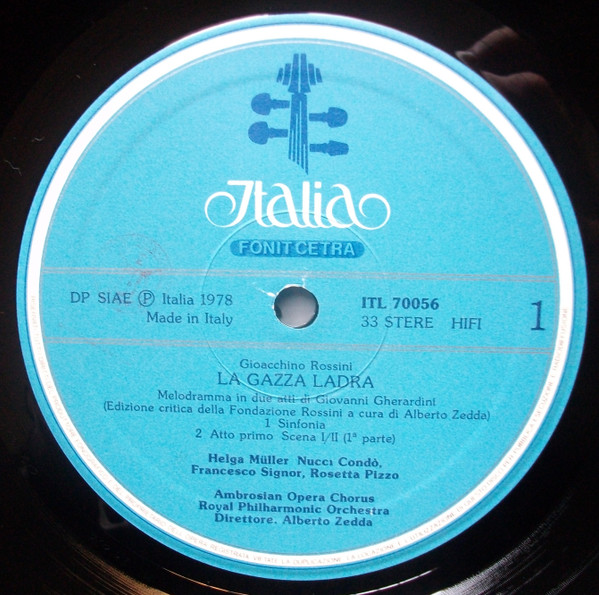 Italia
FONIT CETRA
DP SIAE Ⓟ Italia 1978
Made in Italy
ITL 70056
33 STERE HIFI
1
Gioacchino Rossini
LA GAZZA LADRA
Melodramma in due atti di Giovanni Gherardini
(Edizione critica della Fondazione Rossini a cura di Alberto Zedda)
1 Sinfonia
2 Atto primo Scena I/II (1ª parte)
Helga Müller Nucci Condò,
Francesco Signor, Rosetta Pizzo
Ambrosian Opera Chorus
Royal Philharmonic Orchestra
Direttore. Alberto Zedda